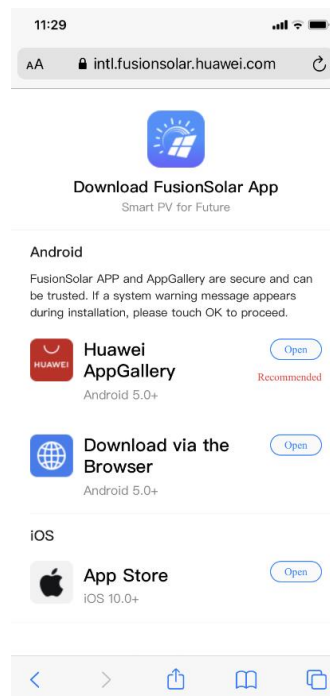 11:29
AA intl.fusionsolar.huawei.com
Download FusionSolar App
Smart PV for Future
Android
FusionSolar APP and AppGallery are secure and can
be trusted. If a system warning message appears
during installation, please touch OK to proceed.
HUAWEI
Huawei
AppGallery
Open
Recommended
Android 5.0+
Download via the
Browser
Open
Android 5.0+
iOS
App Store
Open
iOS 10.0+